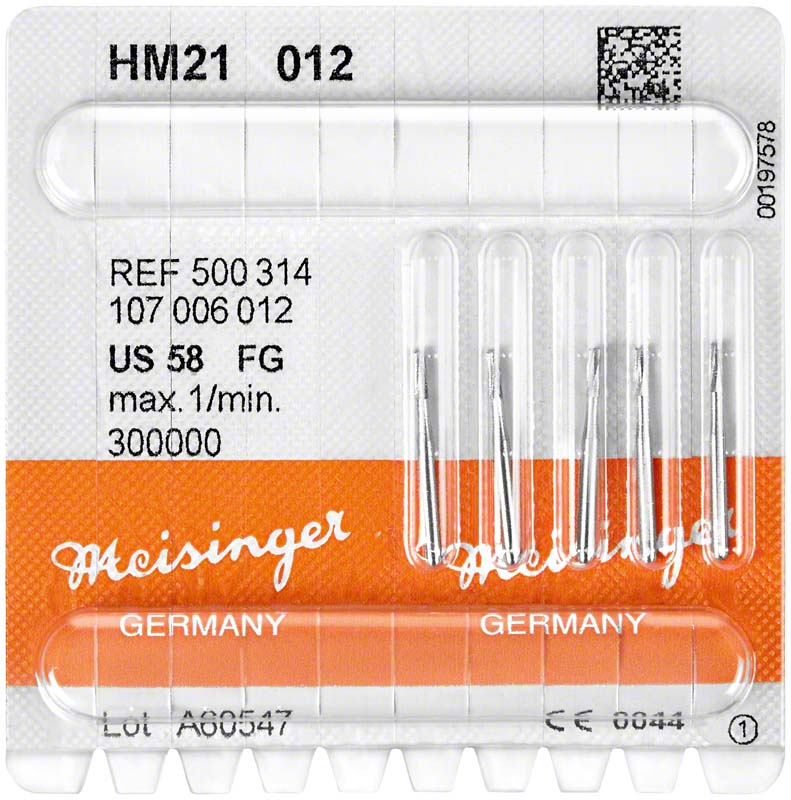 HM21 012
00197578
REF 500 314
107 006 012
US 58 FG
max. 1/min.
300000
Meisinger Meisinger
GERMANY GERMANY
Lot A60547 CE 0044
1